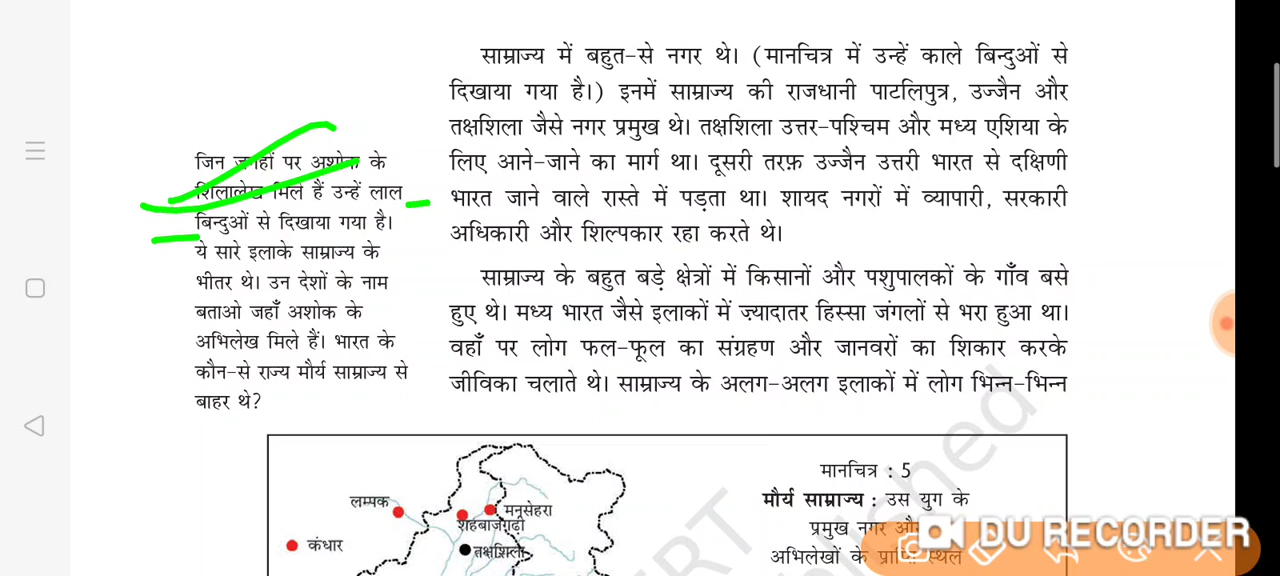 साम्राज्य में बहुत-से नगर थे। (मानचित्र में उन्हें काले बिन्दुओं से
दिखाया गया है।) इनमें साम्राज्य की राजधानी पाटलिपुत्र, उज्जैन और
तक्षशिला जैसे नगर प्रमुख थे। तक्षशिला उत्तर-पश्चिम और मध्य एशिया के
लिए आने-जाने का मार्ग था। दूसरी तरफ़ उज्जैन उत्तरी भारत से दक्षिणी
भारत जाने वाले रास्ते में पड़ता था। शायद नगरों में व्यापारी, सरकारी
अधिकारी और शिल्पकार रहा करते थे।
जिन जगहों पर अशोक के
शिलालेख मिले हैं उन्हें लाल
बिन्दुओं से दिखाया गया है।
ये सारे इलाके साम्राज्य के
भीतर थे। उन देशों के नाम
बताओ जहाँ अशोक के
अभिलेख मिले हैं। भारत के
कौन-से राज्य मौर्य साम्राज्य से
बाहर थे?
साम्राज्य के बहुत बड़े क्षेत्रों में किसानों और पशुपालकों के गाँव बसे
हुए थे। मध्य भारत जैसे इलाकों में ज़्यादातर हिस्सा जंगलों से भरा हुआ था।
वहाँ पर लोग फल-फूल का संग्रहण और जानवरों का शिकार करके
जीविका चलाते थे। साम्राज्य के अलग-अलग इलाकों में लोग भिन्न-भिन्न
मानचित्र : 5
मौर्य साम्राज्य : उस युग के
प्रमुख नगर और
अभिलेखों के प्राप्ति स्थल
लम्पक
मनसेहरा
शहबाजगढ़ी
कंधार
तक्षशिला
DU RECORDER